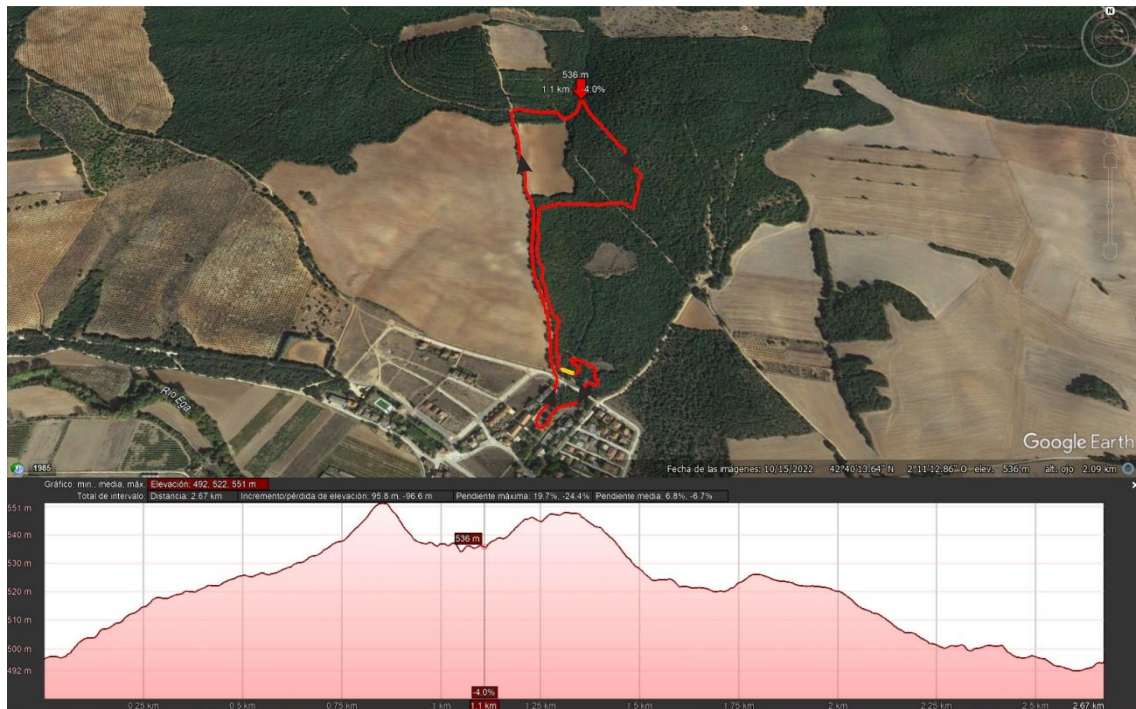 N
536 m
1.1 km -4.0%
Río Ega
Google Earth
1985
Fecha de las imágenes: 10/15/2022 42°40'13.64" N 2°11'12.86" O elev. 536 m alt. ojo 2.09 km
Gráfico: min., media, máx. Elevación: 492, 522, 551 m
Total de intervalo: Distancia: 2.67 km Incremento/pérdida de elevación: 95.8 m, -96.6 m Pendiente máxima: 19.7%, -24.4% Pendiente media: 6.8%, -6.7%
551 m
540 m
536 m
530 m
520 m
510 m
500 m
492 m
-4.0%
0.25 km 0.5 km 0.75 km 1 km 1.1 km 1.25 km 1.5 km 1.75 km 2 km 2.25 km 2.5 km 2.67 km